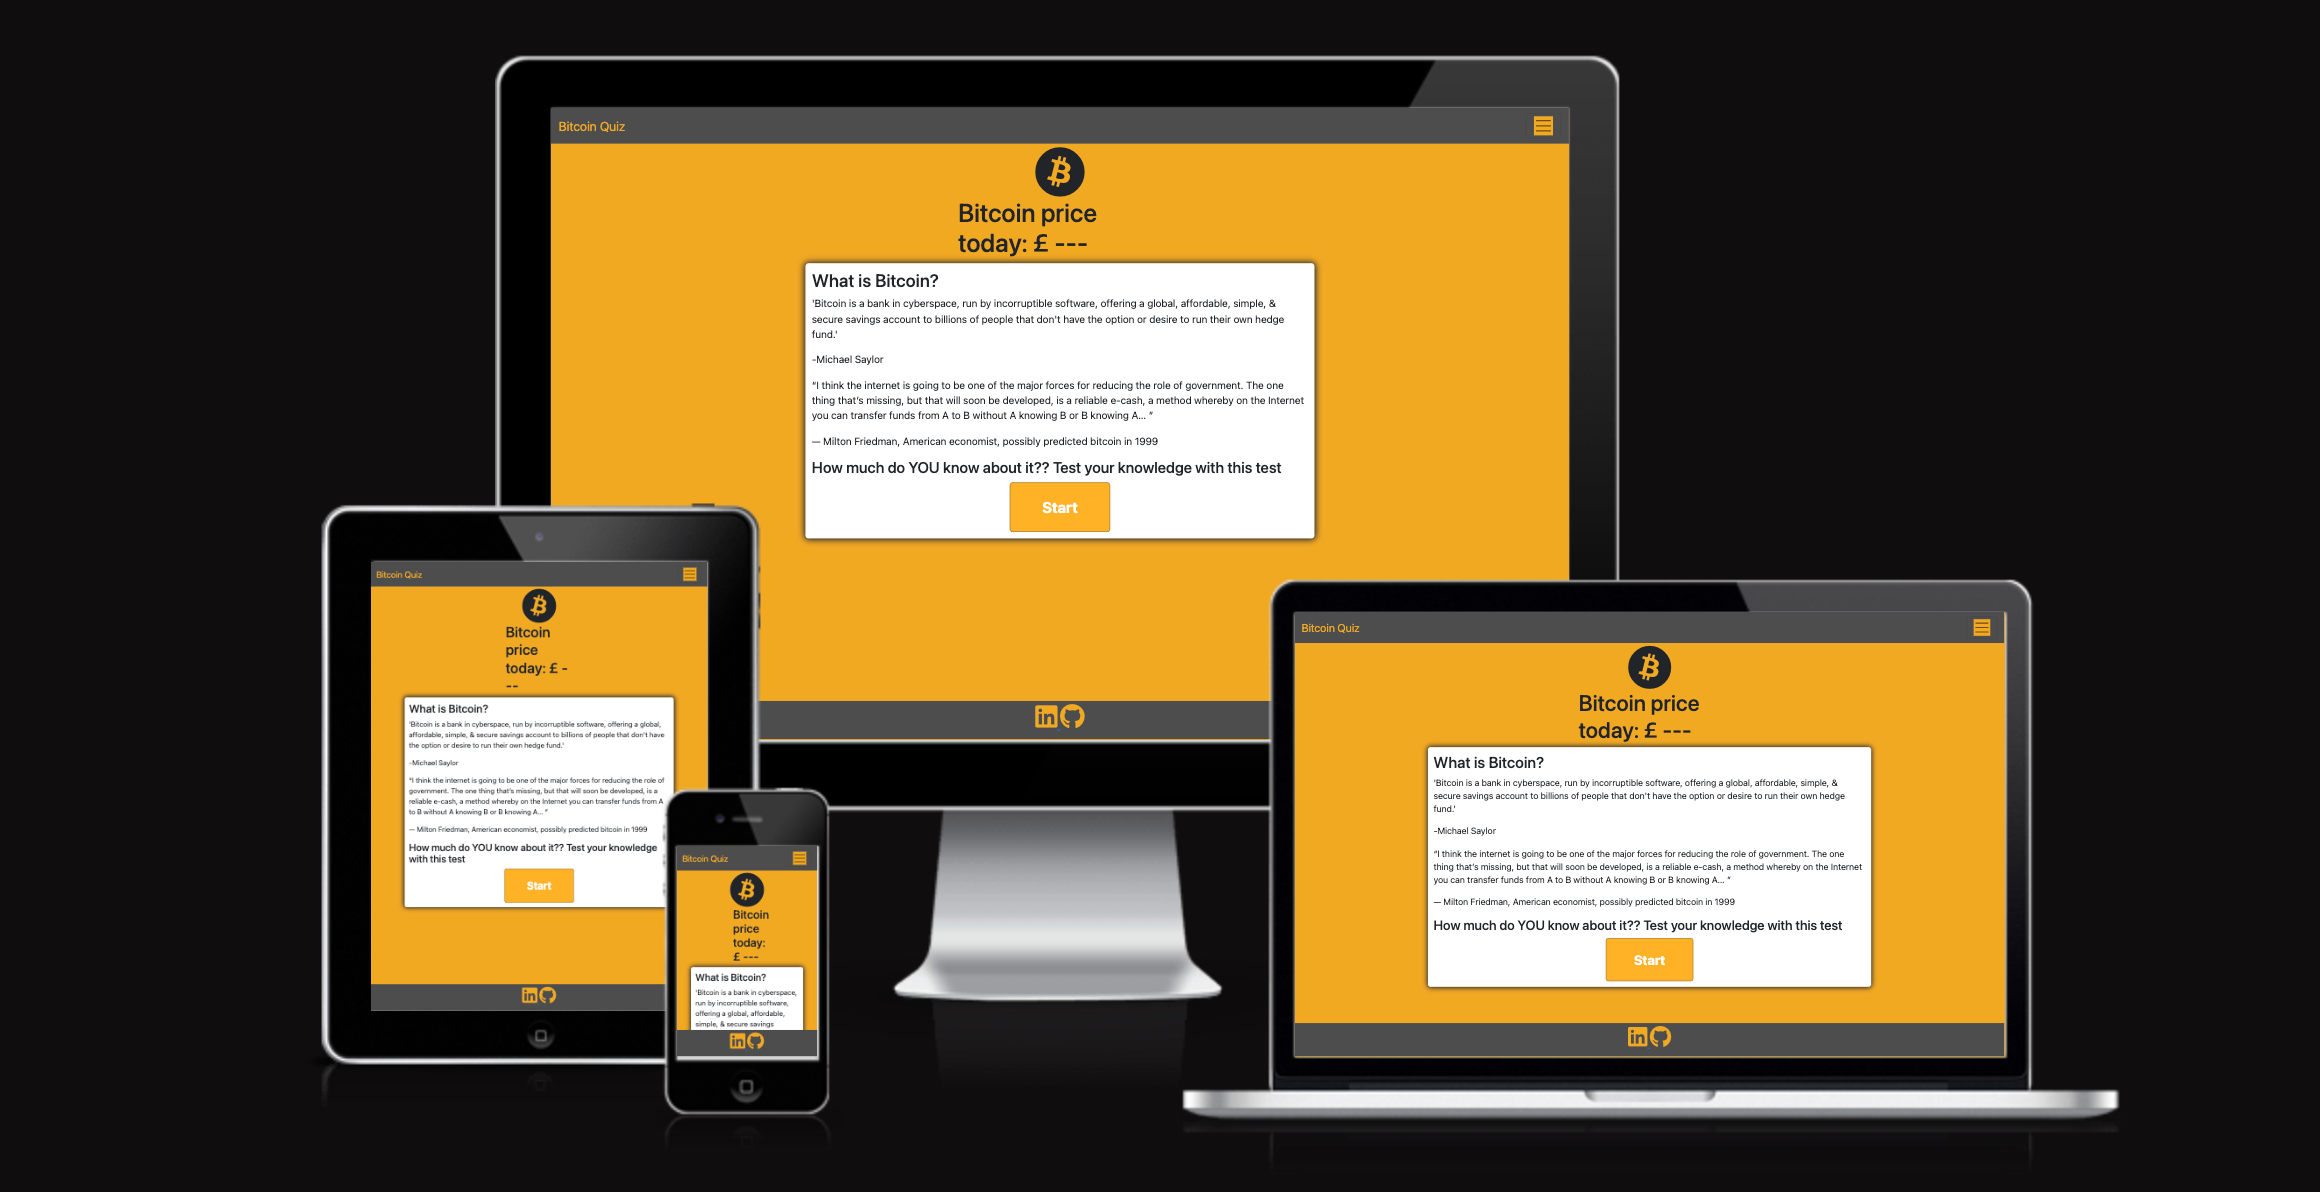 Bitcoin Quiz
Bitcoin price
today: £ ---
What is Bitcoin?
'Bitcoin is a bank in cyberspace, run by incorruptible software, offering a global, affordable, simple, &
secure savings account to billions of people that don't have the option or desire to run their own hedge
fund.'
-Michael Saylor
“I think the internet is going to be one of the major forces for reducing the role of government. The one
thing that's missing, but that will soon be developed, is a reliable e-cash, a method whereby on the Internet
you can transfer funds from A to B without A knowing B or B knowing A... ”
— Milton Friedman, American economist, possibly predicted bitcoin in 1999
How much do YOU know about it?? Test your knowledge with this test
Start
Bitcoin Quiz
Bitcoin
price
today: £ -
--
What is Bitcoin?
'Bitcoin is a bank in cyberspace, run by incorruptible software, offering a global,
affordable, simple, & secure savings account to billions of people that don't have
the option or desire to run their own hedge fund.'
-Michael Saylor
“I think the internet is going to be one of the major forces for reducing the role of
government. The one thing that's missing, but that will soon be developed, is a
reliable e-cash, a method whereby on the Internet you can transfer funds from A
to B without A knowing B or B knowing A... ”
— Milton Friedman, American economist, possibly predicted bitcoin in 1999
How much do YOU know about it?? Test your knowledge
with this test
Start
Bitcoin Quiz
Bitcoin
price
today:
£ ---
What is Bitcoin?
'Bitcoin is a bank in cyberspace,
run by incorruptible software,
offering a global, affordable,
simple, & secure savings
Bitcoin Quiz
Bitcoin price
today: £ ---
What is Bitcoin?
'Bitcoin is a bank in cyberspace, run by incorruptible software, offering a global, affordable, simple, &
secure savings account to billions of people that don't have the option or desire to run their own hedge
fund.'
-Michael Saylor
“I think the internet is going to be one of the major forces for reducing the role of government. The one
thing that's missing, but that will soon be developed, is a reliable e-cash, a method whereby on the Internet
you can transfer funds from A to B without A knowing B or B knowing A... ”
— Milton Friedman, American economist, possibly predicted bitcoin in 1999
How much do YOU know about it?? Test your knowledge with this test
Start